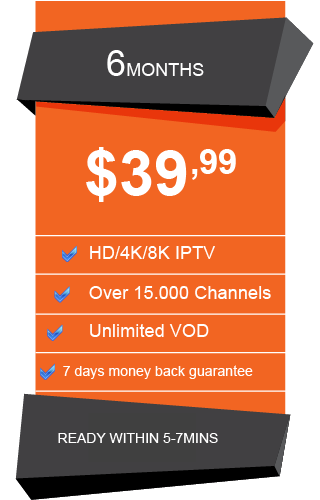 6MONTHS
$39,99
HD/4K/8K IPTV
Over 15.000 Channels
Unlimited VOD
7 days money back guarantee
READY WITHIN 5-7MINS